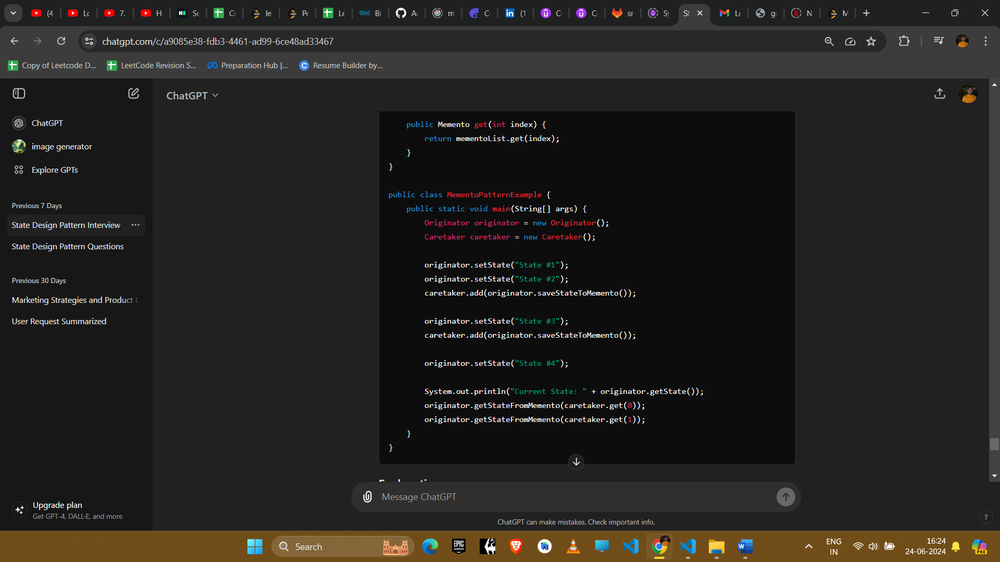 (4
Lc
7.
H
Sc
Cc
le
Pe
Le
O(n) Bi
Ac
m
C
(1
C
C
sr
Sy
St
Le
gi
N
M
chatgpt.com/c/a9085e38-fdb3-4461-ad99-6ce48ad33467
Copy of Leetcode D...
LeetCode Revision S...
Preparation Hub |...
Resume Builder by...
ChatGPT
ChatGPT
image generator
Explore GPTs
Previous 7 Days
State Design Pattern Interview
State Design Pattern Questions
Previous 30 Days
Marketing Strategies and Product L
User Request Summarized
Upgrade plan
Get GPT-4, DALL·E, and more
public Memento get(int index) {
return mementoList.get(index);
}
}
public class MementoPatternExample {
public static void main(String[] args) {
Originator originator = new Originator();
Caretaker caretaker = new Caretaker();
originator.setState("State #1");
originator.setState("State #2");
caretaker.add(originator.saveStateToMemento());
originator.setState("State #3");
caretaker.add(originator.saveStateToMemento());
originator.setState("State #4");
System.out.println("Current State: " + originator.getState());
originator.getStateFromMemento(caretaker.get(0));
originator.getStateFromMemento(caretaker.get(1));
}
}
Message ChatGPT
ChatGPT can make mistakes. Check important info.
?
Search
EPIC GAMES
ENG
IN
16:24
24-06-2024
PRE